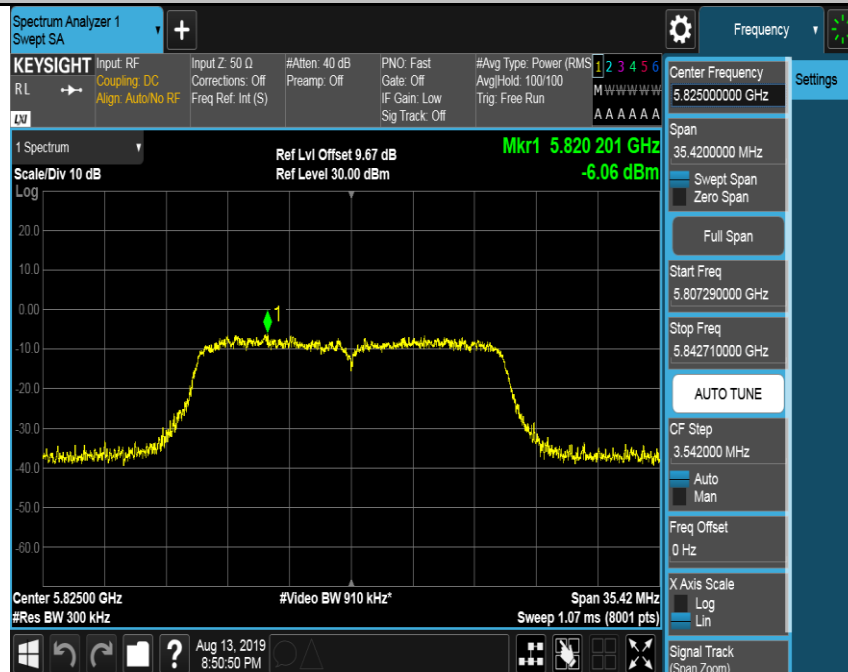 Spectrum Analyzer 1
Swept SA
+
Frequency
KEYSIGHT
RL
LXI
Input: RF
Coupling: DC
Align: Auto/No RF
Input Z: 50 Ω
Corrections: Off
Freq Ref: Int (S)
#Atten: 40 dB
Preamp: Off
PNO: Fast
Gate: Off
IF Gain: Low
Sig Track: Off
#Avg Type: Power (RMS
Avg|Hold: 100/100
Trig: Free Run
1 2 3 4 5 6
M W W W W W
A A A A A A
1 Spectrum
Scale/Div 10 dB
Log
Ref Lvl Offset 9.67 dB
Ref Level 30.00 dBm
Mkr1 5.820 201 GHz
-6.06 dBm
20.0
10.0
0.00
-10.0
-20.0
-30.0
-40.0
-50.0
-60.0
1
Center 5.82500 GHz
#Res BW 300 kHz
#Video BW 910 kHz*
Span 35.42 MHz
Sweep 1.07 ms (8001 pts)
Center Frequency
5.825000000 GHz
Settings
Span
35.4200000 MHz
Swept Span
Zero Span
Full Span
Start Freq
5.807290000 GHz
Stop Freq
5.842710000 GHz
AUTO TUNE
CF Step
3.542000 MHz
Auto
Man
Freq Offset
0 Hz
X Axis Scale
Log
Lin
Signal Track
(Span Zoom)
?
Aug 13, 2019
8:50:50 PM